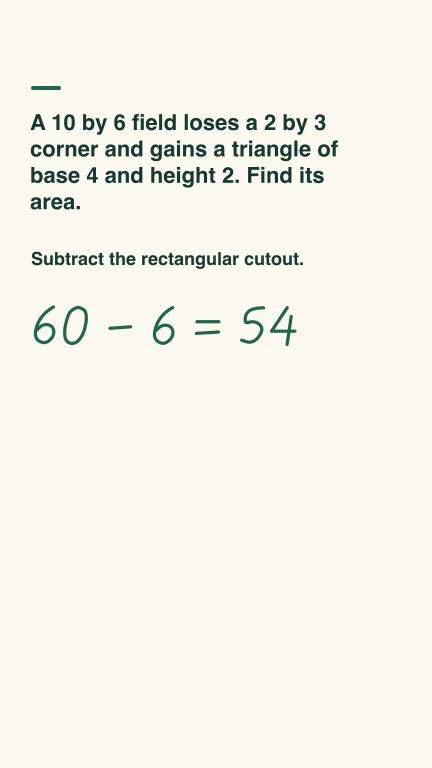 A 10 by 6 field loses a 2 by 3
corner and gains a triangle of
base 4 and height 2. Find its
area.
Subtract the rectangular cutout.
60 − 6 = 54